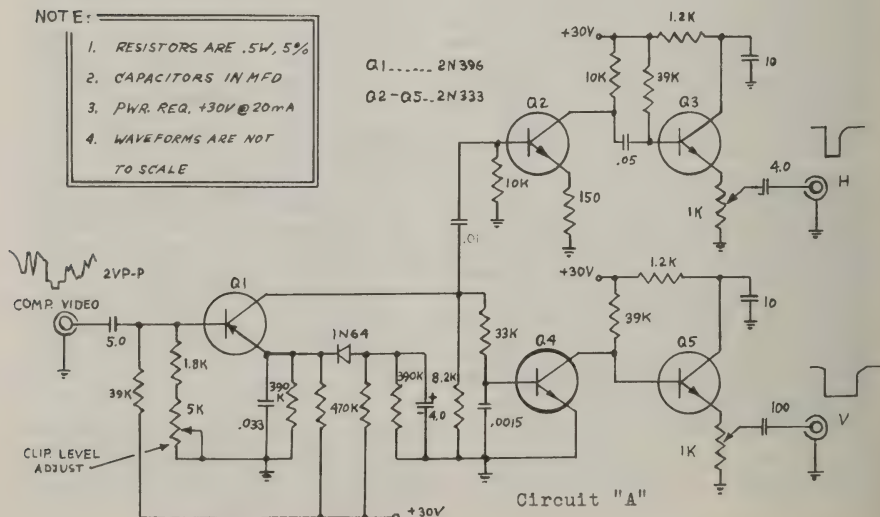 NOTE:
1. RESISTORS ARE .5W, 5%
2. CAPACITORS IN MFD
3. PWR. REQ. +30V @ 20mA
4. WAVEFORMS ARE NOT
TO SCALE
Q1...... 2N396
Q2-Q5.. 2N333
+30V
1.2K
10
10K
39K
Q2
Q3
.05
10K
150
4.0
H
1K
.01
2VP-P
COMP. VIDEO
5.0
Q1
1N64
39K
1.8K
5K
CLIP LEVEL
ADJUST
.033
390K
470K
390K
+
4.0
8.2K
33K
.0015
Q4
+30V
1.2K
10
39K
Q5
100
V
1K
+30V
Circuit "A"